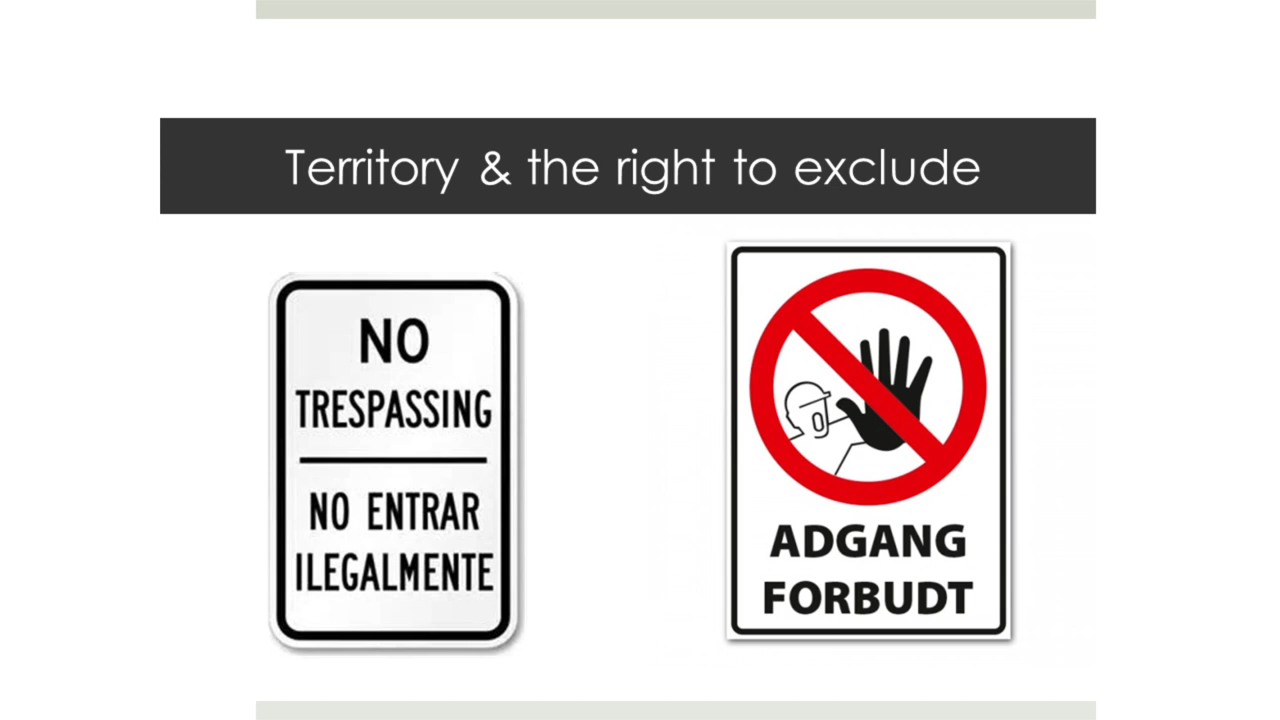 Territory & the right to exclude
NO
TRESPASSING
NO ENTRAR
ILEGALMENTE
ADGANG
FORBUDT